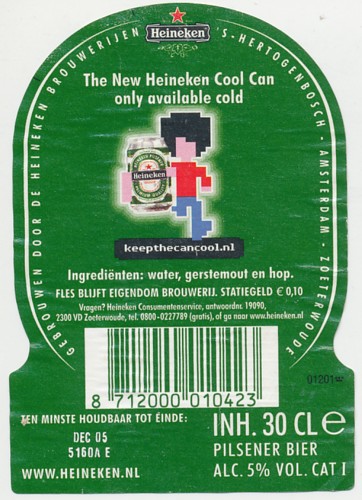 GEBROUWEN DOOR DE HEINEKEN BROUWERIJEN 'S-HERTOGENBOSCH - AMSTERDAM - ZOETERWOUDE
Heineken
The New Heineken Cool Can
only available cold
Heineken
keepthecancool.nl
Ingrediënten: water, gerstemout en hop.
FLES BLIJFT EIGENDOM BROUWERIJ. STATIEGELD € 0,10
Vragen? Heineken Consumentenservice, antwoordnr. 19090,
2300 VD Zoeterwoude, tel. 0800-0227789 (gratis), of ga naar www.heineken.nl
01201
8 712000 010423
TEN MINSTE HOUDBAAR TOT EINDE:
DEC 05
5160A E
WWW.HEINEKEN.NL
INH. 30 CL e
PILSENER BIER
ALC. 5% VOL. CAT I